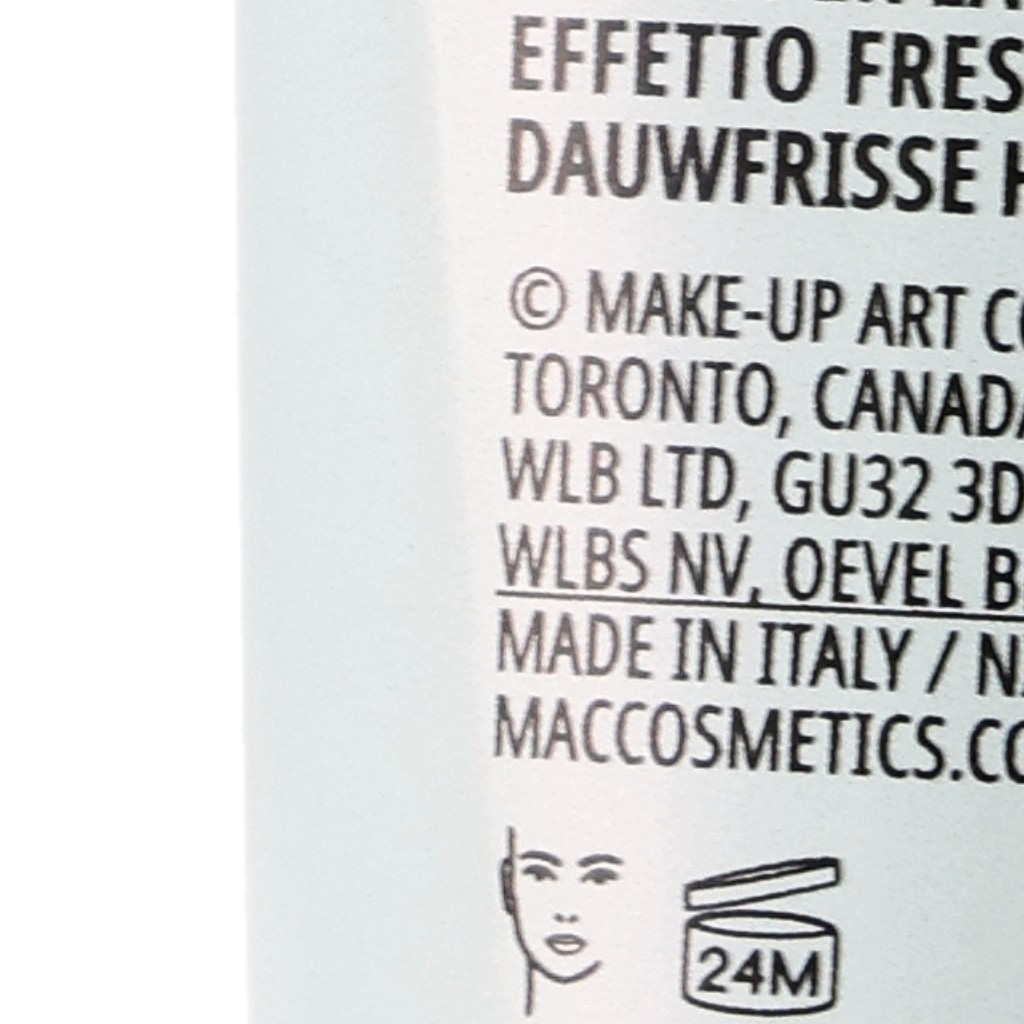 EFFETTO FRES
DAUWFRISSE
© MAKE-UP ART
TORONTO, CANADA
WLB LTD, GU32 3D
WLBS NV, OEVEL B
MADE IN ITALY / N
MACCOSMETICS.CO
24M